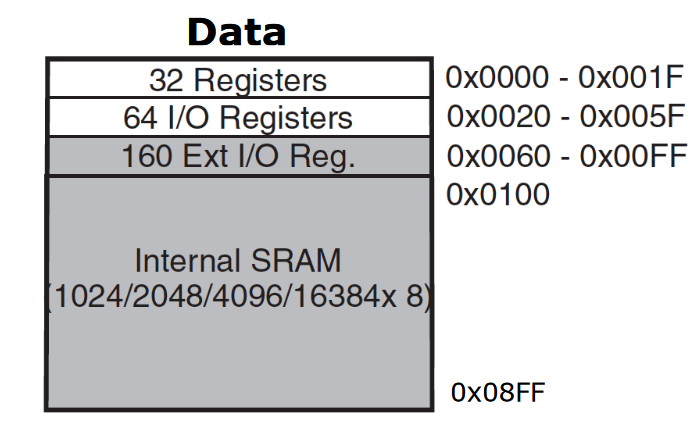 Data
32 Registers 0x0000 - 0x001F
64 I/O Registers 0x0020 - 0x005F
160 Ext I/O Reg. 0x0060 - 0x00FF
0x0100
Internal SRAM
(1024/2048/4096/16384x 8)
0x08FF